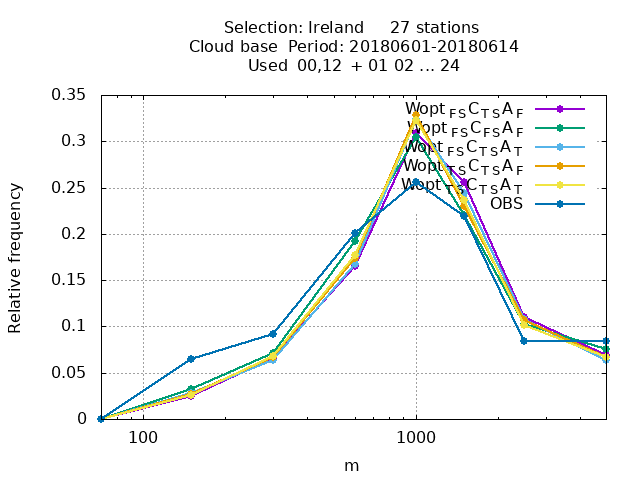 Selection: Ireland 27 stations
Cloud base Period: 20180601-20180614
Used 00,12 + 01 02 ... 24
0.35
0.3
0.25
0.2
0.15
0.1
0.05
0
Relative frequency
Wopt FS C TS A F
Wopt FS C FS A F
Wopt FS C TS A T
Wopt TS C TS A F
Wopt TS C TS A T
OBS
100
1000
m